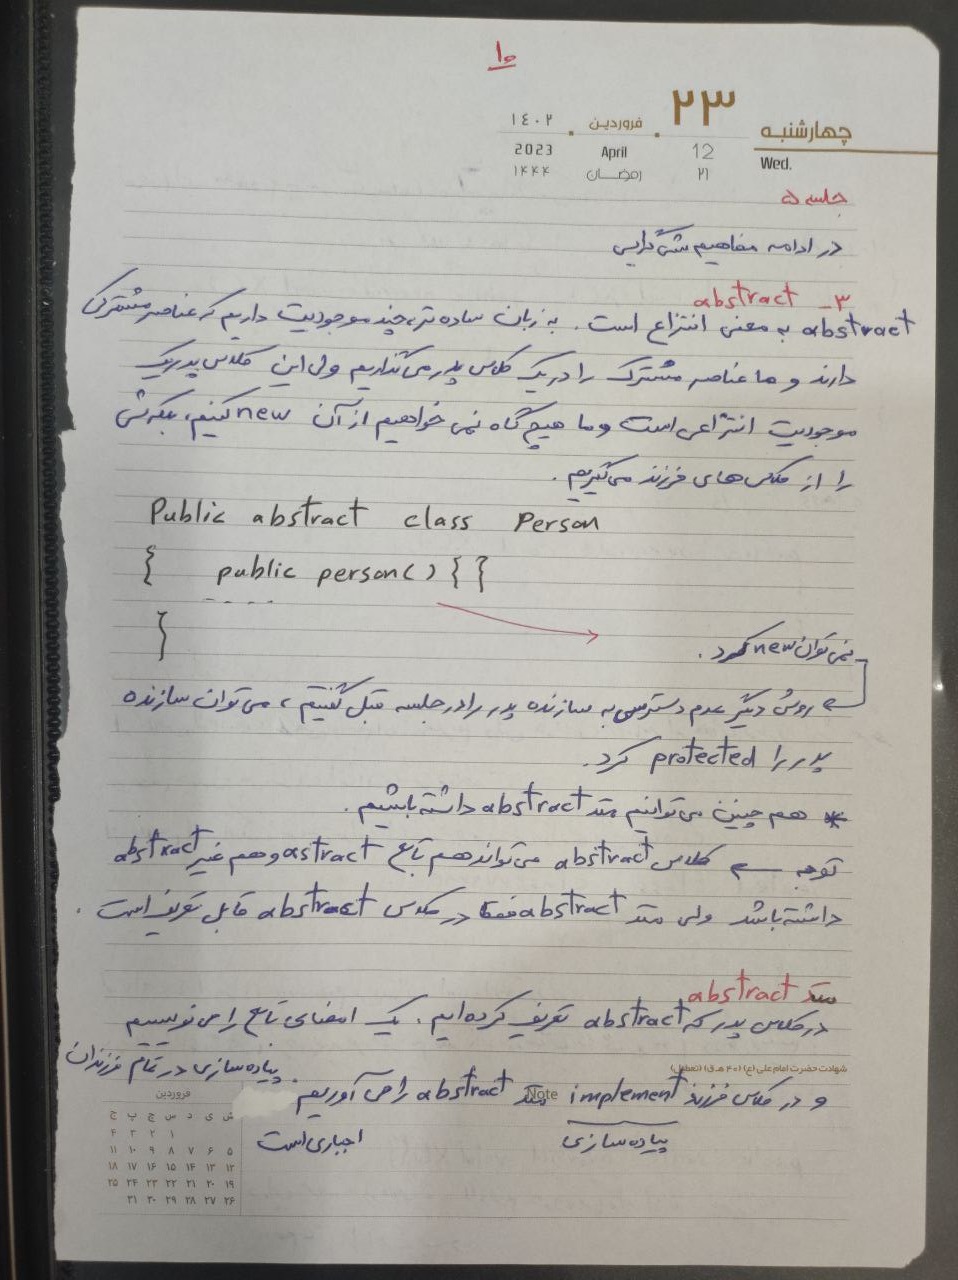 ۱۰
چهارشنبه ۲۳ فروردین ۱۴۰۲
Wed. 12 April 2023
۲۱ رمضان ۱۴۴۴
جلسه ۵
در ادامه مفاهیم شی گرایی
۳- abstract
abstract به معنی انتزاع است. به زبان ساده تر، چند موجودیت داریم که عناصر مشترک
دارند و ما عناصر مشترک را در یک کلاس پدر می گذاریم ولی این کلاس پدر یک
موجودیت انتزاعی است و ما هیچ گاه نمی خواهیم از آن new کنیم، بلکه شی
را از کلاس های فرزند می گیریم.
Public abstract class Person
{ public person() { }
- - - -
}
نمی توان new کرد.
روش دیگر عدم دسترسی به سازنده پدر را در جلسه قبل گفتیم، می توان سازنده
پدر را protected کرد.
* هم چنین می توانیم متد abstract داشته باشیم.
توجه ← کلاس abstract می تواند هم تابع astract و هم غیر abstract
داشته باشد ولی متد abstract فقط در کلاس abstract قابل تعریف است.
متد abstract
در کلاس پدر که abstract تعریف کرده ایم. یک امضای تابع را می نویسیم
شهادت حضرت امام علی (ع) (۴۰ ه.ق) (تعطیل)
و در کلاس فرزند implement متد abstract را می آوریم. پیاده سازی در تمام فرزندان
Note
پیاده سازی
اجباری است
فروردین
ش ی د س چ پ ج
۱ ۲ ۳ ۴
۵ ۶ ۷ ۸ ۹ ۱۰ ۱۱
۱۲ ۱۳ ۱۴ ۱۵ ۱۶ ۱۷ ۱۸
۱۹ ۲۰ ۲۱ ۲۲ ۲۳ ۲۴ ۲۵
۲۶ ۲۷ ۲۸ ۲۹ ۳۰ ۳۱